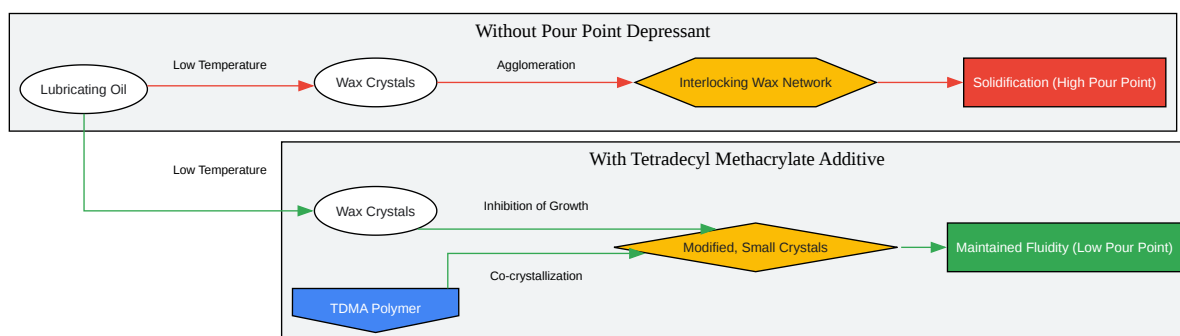 Without Pour Point Depressant
Lubricating Oil
Low Temperature
Wax Crystals
Agglomeration
Interlocking Wax Network
Solidification (High Pour Point)
With Tetradecyl Methacrylate Additive
Low Temperature
Wax Crystals
Inhibition of Growth
Modified, Small Crystals
Maintained Fluidity (Low Pour Point)
Co-crystallization
TDMA Polymer